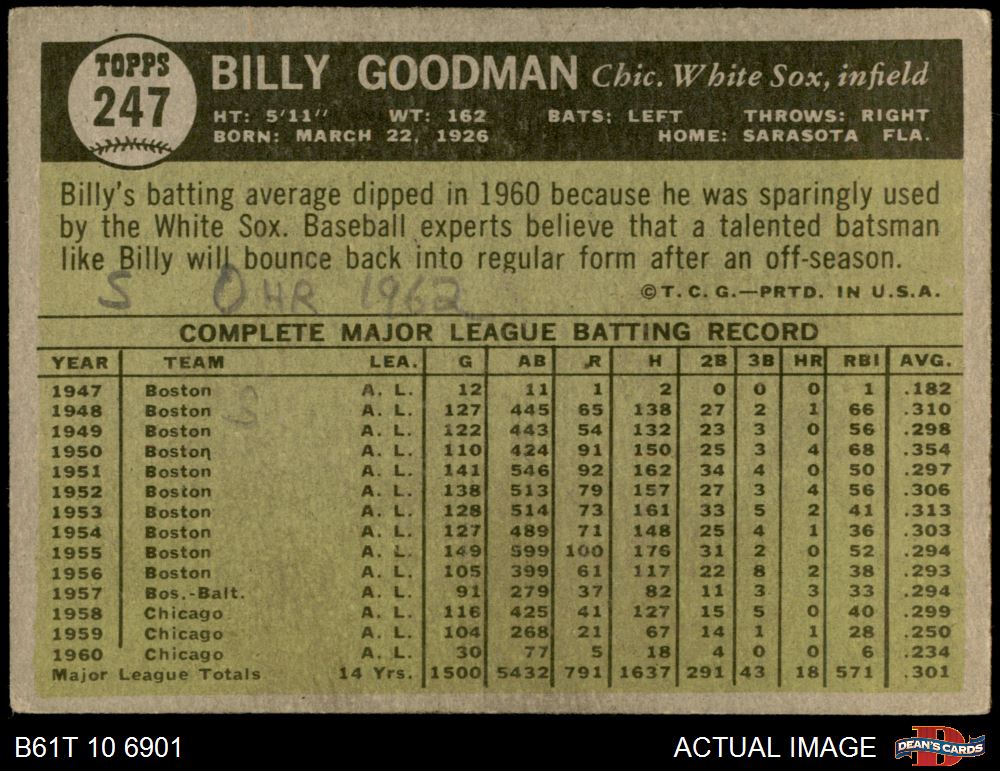 TOPPS
247
BILLY GOODMAN Chic. White Sox, infield
HT: 5'11" WT: 162 BATS: LEFT THROWS: RIGHT
BORN: MARCH 22, 1926 HOME: SARASOTA FLA.
Billy's batting average dipped in 1960 because he was sparingly used
by the White Sox. Baseball experts believe that a talented batsman
like Billy will bounce back into regular form after an off-season.
S 0 HR 1962
©T. C. G.—PRTD. IN U.S.A.
COMPLETE MAJOR LEAGUE BATTING RECORD
YEAR TEAM LEA. G AB R H 2B 3B HR RBI AVG.
1947 Boston A. L. 12 11 1 2 0 0 0 1 .182
1948 Boston A. L. 127 445 65 138 27 2 1 66 .310
1949 Boston A. L. 122 443 54 132 23 3 0 56 .298
1950 Boston A. L. 110 424 91 150 25 3 4 68 .354
1951 Boston A. L. 141 546 92 162 34 4 0 50 .297
1952 Boston A. L. 138 513 79 157 27 3 4 56 .306
1953 Boston A. L. 128 514 73 161 33 5 2 41 .313
1954 Boston A. L. 127 489 71 148 25 4 1 36 .303
1955 Boston A. L. 149 599 100 176 31 2 0 52 .294
1956 Boston A. L. 105 399 61 117 22 8 2 38 .293
1957 Bos.-Balt. A. L. 91 279 37 82 11 3 3 33 .294
1958 Chicago A. L. 116 425 41 127 15 5 0 40 .299
1959 Chicago A. L. 104 268 21 67 14 1 1 28 .250
1960 Chicago A. L. 30 77 5 18 4 0 0 6 .234
Major League Totals 14 Yrs. 1500 5432 791 1637 291 43 18 571 .301
B61T 10 6901 ACTUAL IMAGE
DEAN'S CARDS